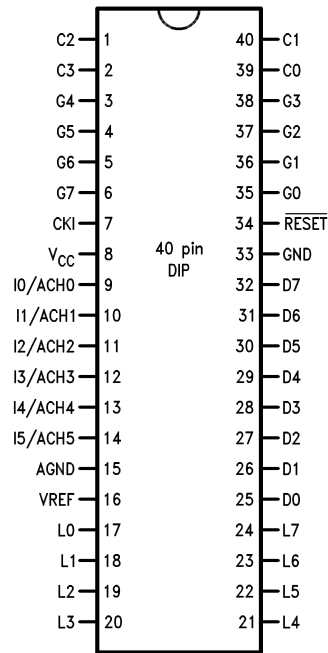 C2 1 40 C1
C3 2 39 C0
G4 3 38 G3
G5 4 37 G2
G6 5 36 G1
G7 6 35 G0
CKI 7 34 RESET
VCC 8 40 pin 33 GND
I0/ACH0 9 DIP 32 D7
I1/ACH1 10 31 D6
I2/ACH2 11 30 D5
I3/ACH3 12 29 D4
I4/ACH4 13 28 D3
I5/ACH5 14 27 D2
AGND 15 26 D1
VREF 16 25 D0
L0 17 24 L7
L1 18 23 L6
L2 19 22 L5
L3 20 21 L4